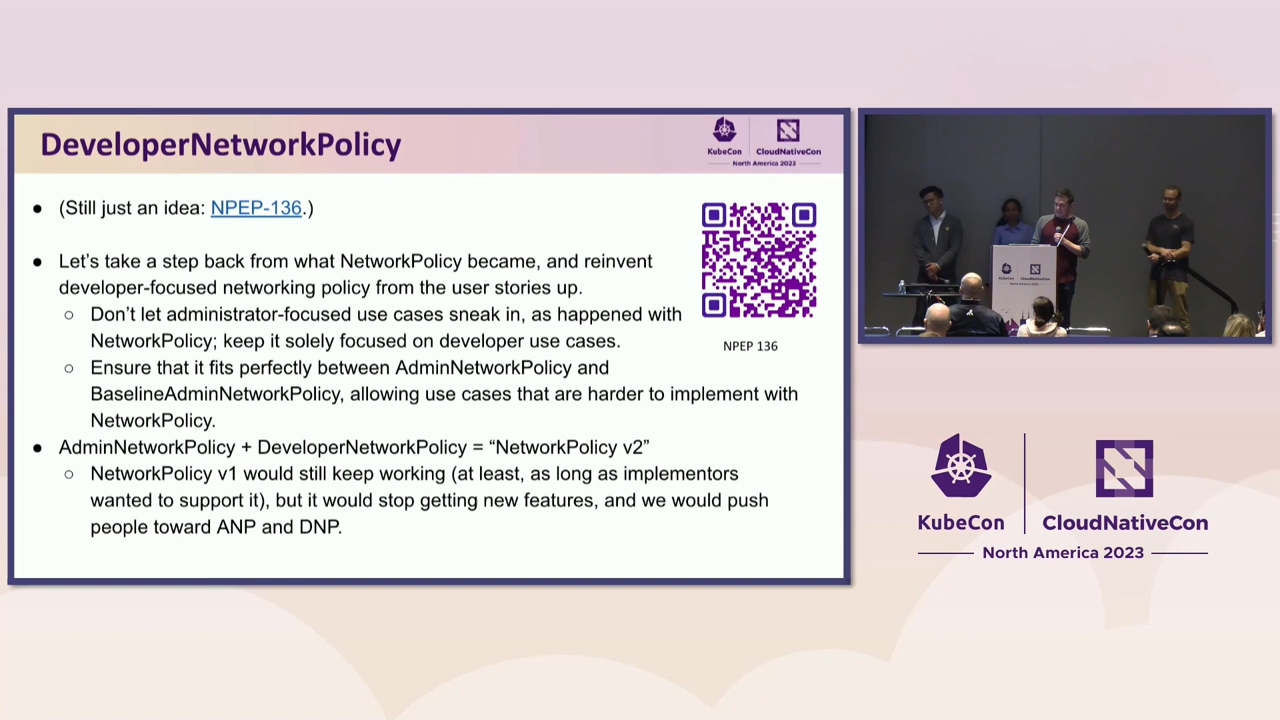 DeveloperNetworkPolicy
KubeCon
CloudNativeCon
North America 2023
● (Still just an idea: NPEP-136.)
● Let’s take a step back from what NetworkPolicy became, and reinvent
developer-focused networking policy from the user stories up.
○ Don’t let administrator-focused use cases sneak in, as happened with
NetworkPolicy; keep it solely focused on developer use cases.
○ Ensure that it fits perfectly between AdminNetworkPolicy and
BaselineAdminNetworkPolicy, allowing use cases that are harder to implement with
NetworkPolicy.
● AdminNetworkPolicy + DeveloperNetworkPolicy = “NetworkPolicy v2”
○ NetworkPolicy v1 would still keep working (at least, as long as implementors
wanted to support it), but it would stop getting new features, and we would push
people toward ANP and DNP.
NPEP 136
KubeCon
CloudNativeCon
North America 2023